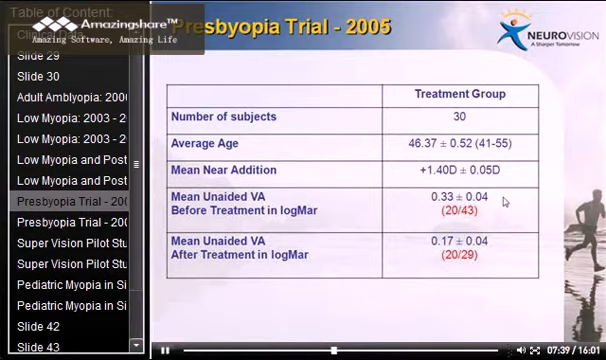 Table of Content:
Clinical Data
Slide 29
Slide 30
Adult Amblyopia: 200
Low Myopia: 2003 - 2
Low Myopia: 2003 - 2
Low Myopia and Post
Low Myopia and Post
Presbyopia Trial - 200
Presbyopia Trial - 200
Super Vision Pilot Stu
Super Vision Pilot Stu
Pediatric Myopia in Si
Pediatric Myopia in Si
Slide 42
Slide 43
Amazingshare™
Amazing Software, Amazing Life
Presbyopia Trial - 2005
NEUROVISION
A Sharper Tomorrow
Treatment Group
Number of subjects 30
Average Age 46.37 ± 0.52 (41-55)
Mean Near Addition +1.40D ± 0.05D
Mean Unaided VA 0.33 ± 0.04
Before Treatment in logMar (20/43)
Mean Unaided VA 0.17 ± 0.04
After Treatment in logMar (20/29)
07:39 / 16:01